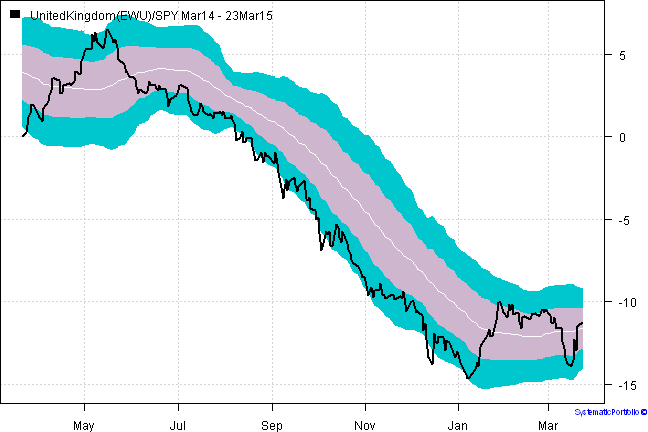 UnitedKingdom(EWU)/SPY Mar14 - 23Mar15
5
0
-5
-10
-15
May Jul Sep Nov Jan Mar
SystematicPortfolio ©